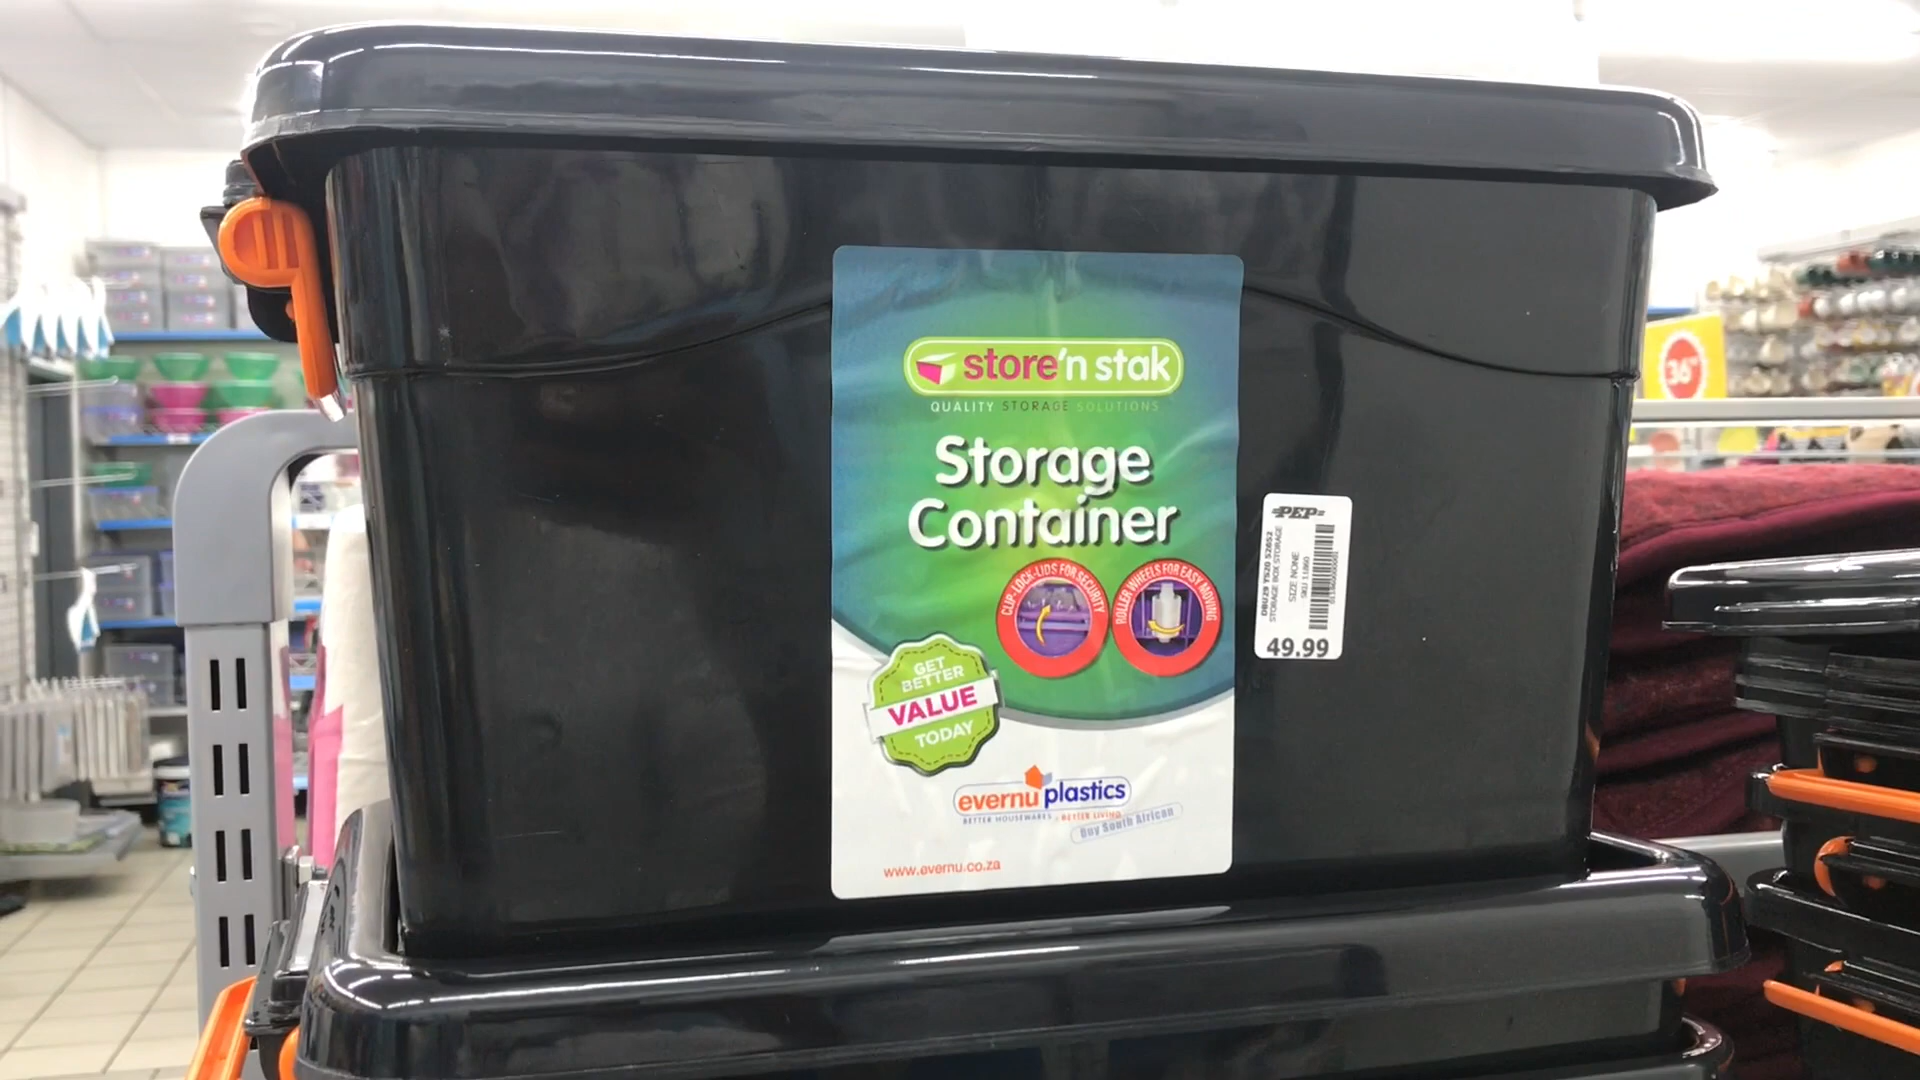 store'n stak
QUALITY STORAGE SOLUTIONS
Storage
Container
CLIP-LOCK-LIDS FOR SECURITY
ROLLER WHEELS FOR EASY MOVING
GET
BETTER
VALUE
TODAY
evernu plastics
BETTER HOUSEWARES - BETTER LIVING
Buy South African
www.evernu.co.za
PEP
STORAGE BOX STORAGE
SIZE NONE
49.99
36